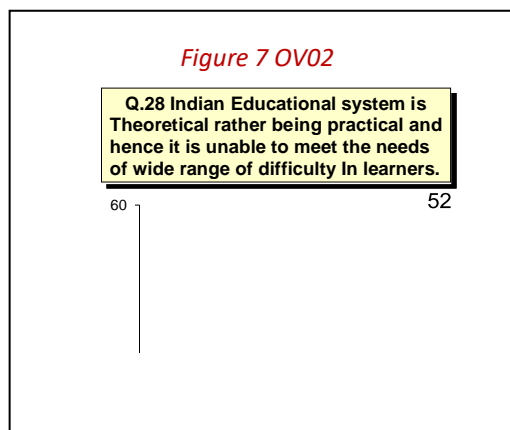 Figure 7 OV02
Q.28 Indian Educational system is
Theoretical rather being practical and
hence it is unable to meet the needs
of wide range of difficulty In learners.
60
52